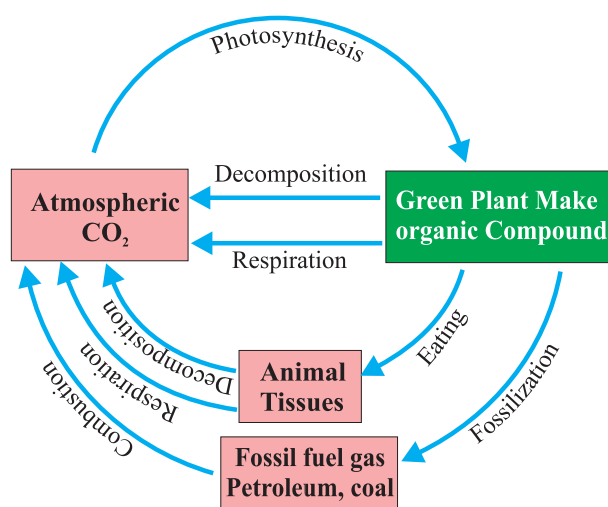 Photosynthesis
Decomposition
Atmospheric
CO₂
Green Plant Make
organic Compound
Respiration
Decomposition
Respiration
Combustion
Eating
Fossilization
Animal
Tissues
Fossil fuel gas
Petroleum, coal